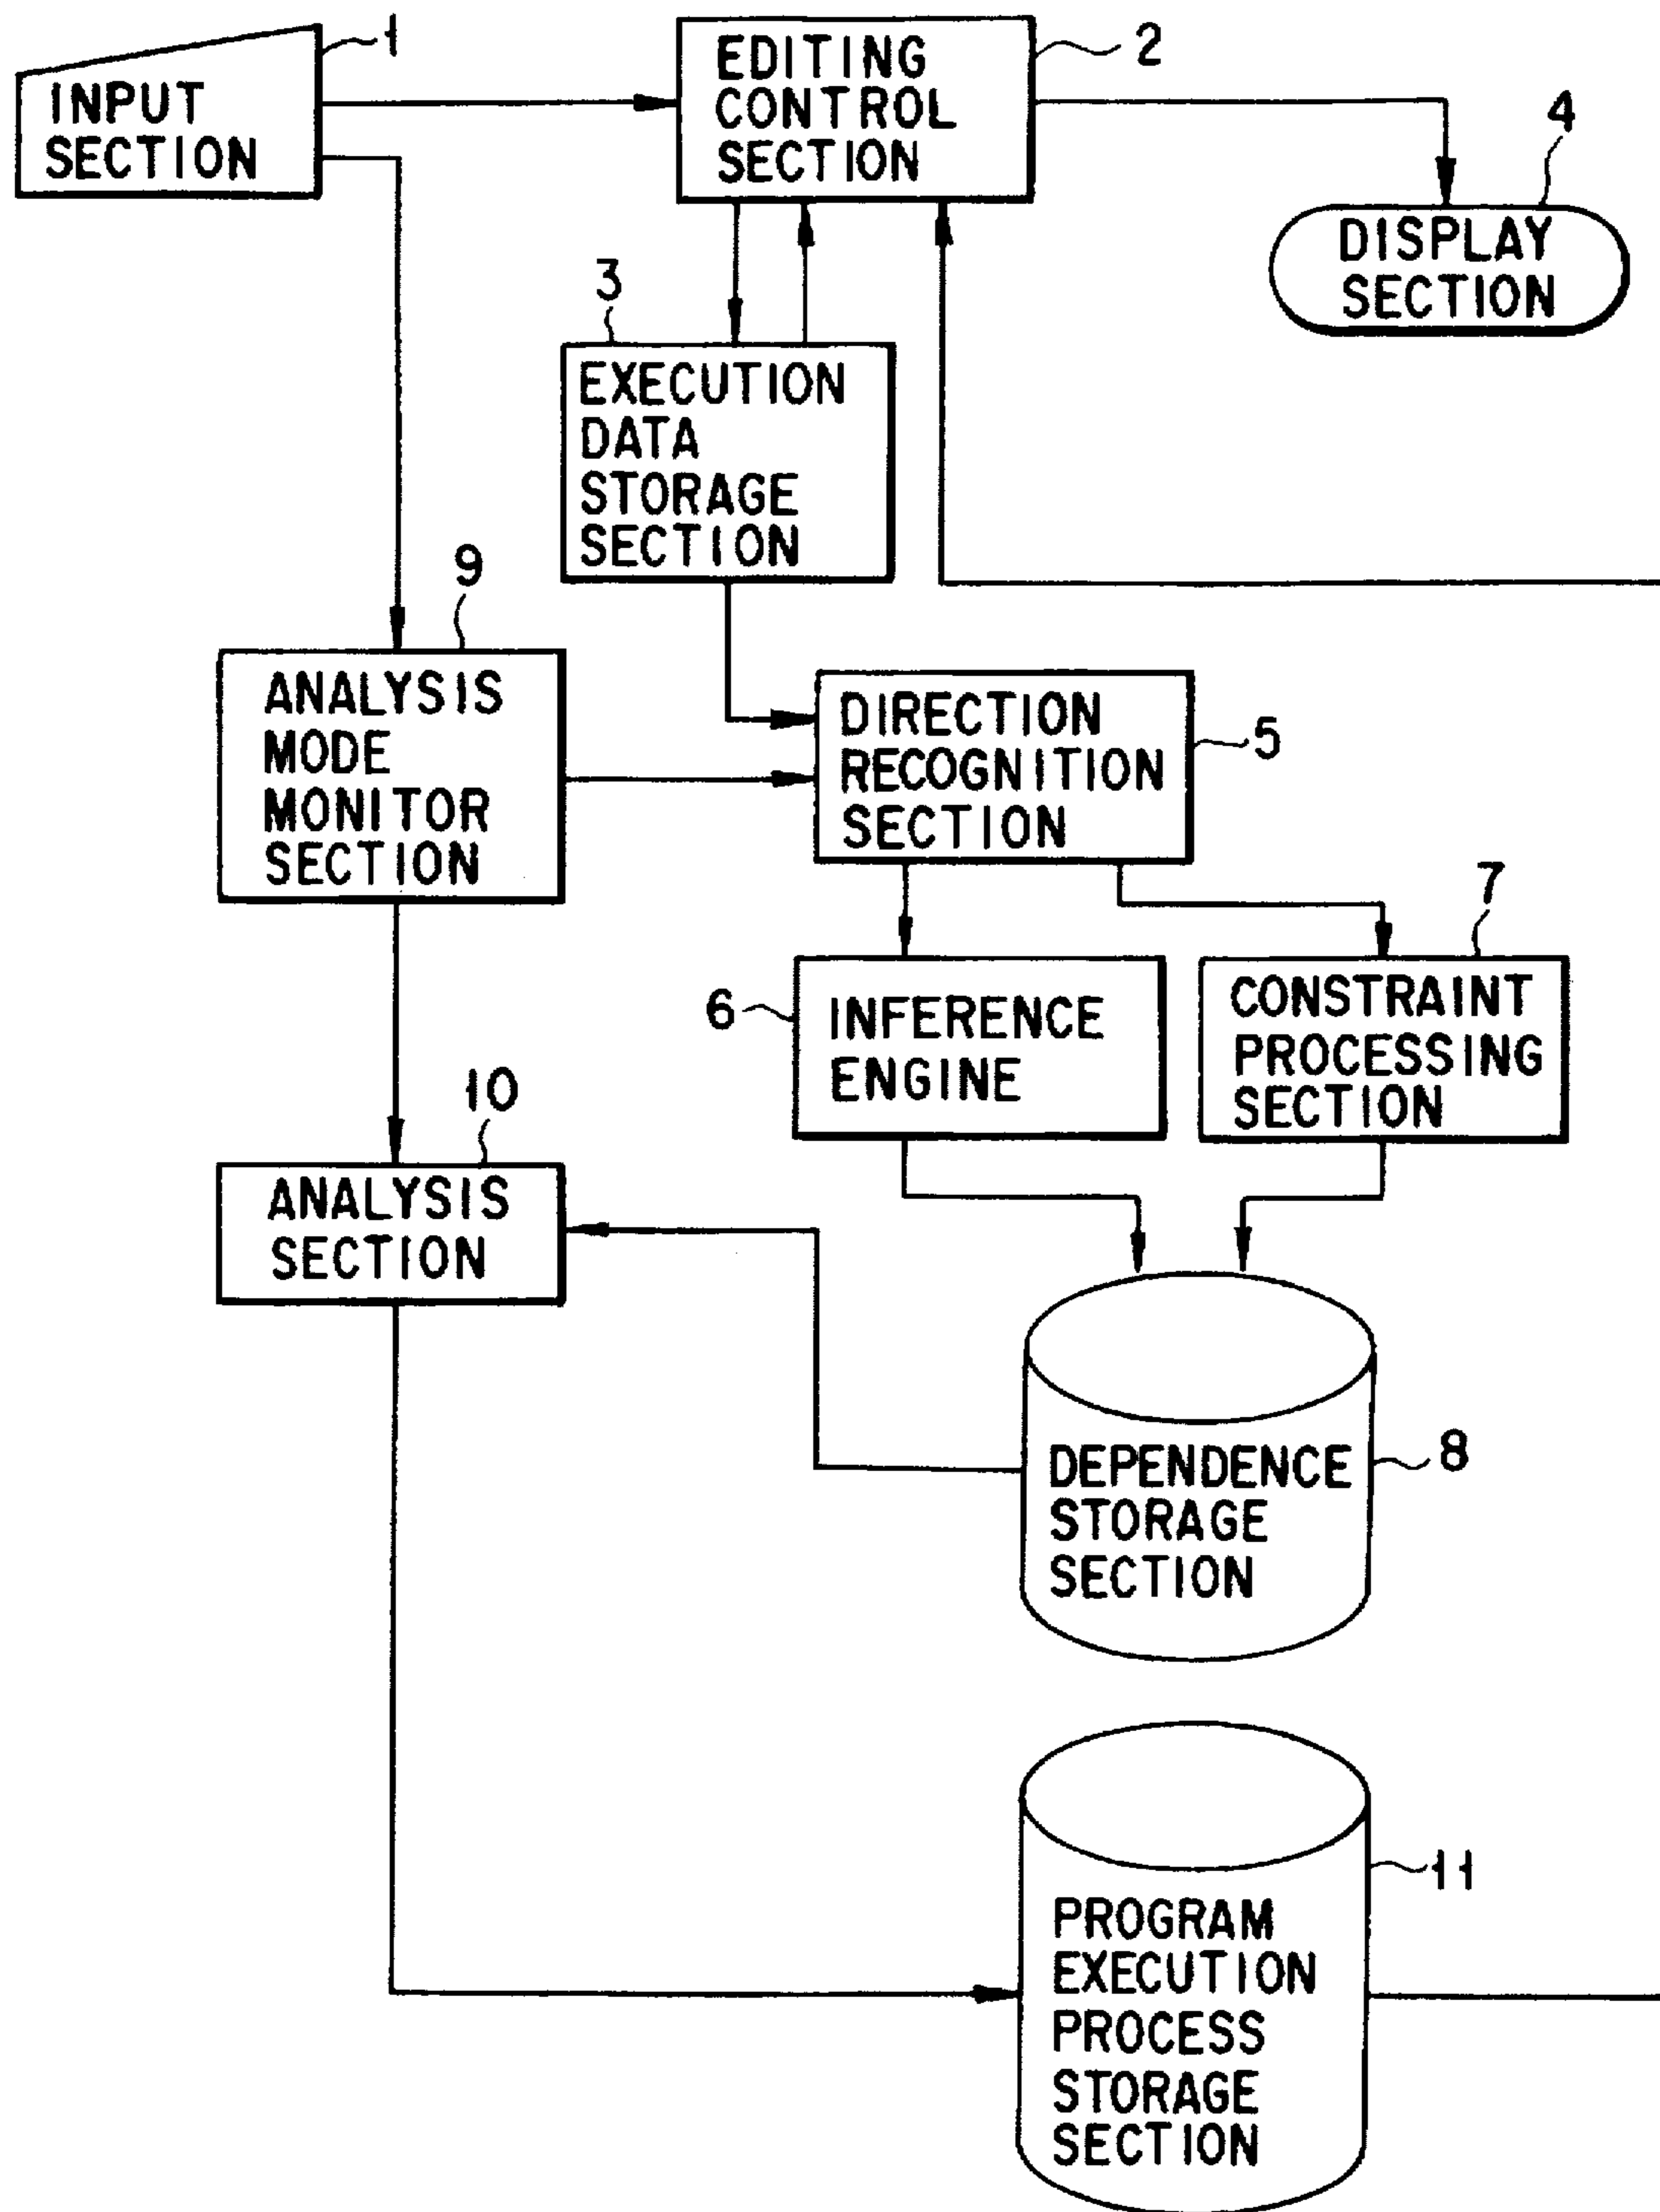 1
INPUT
SECTION
2
EDITING
CONTROL
SECTION
4
DISPLAY
SECTION
3
EXECUTION
DATA
STORAGE
SECTION
9
ANALYSIS
MODE
MONITOR
SECTION
5
DIRECTION
RECOGNITION
SECTION
6
INFERENCE
ENGINE
7
CONSTRAINT
PROCESSING
SECTION
10
ANALYSIS
SECTION
8
DEPENDENCE
STORAGE
SECTION
11
PROGRAM
EXECUTION
PROCESS
STORAGE
SECTION